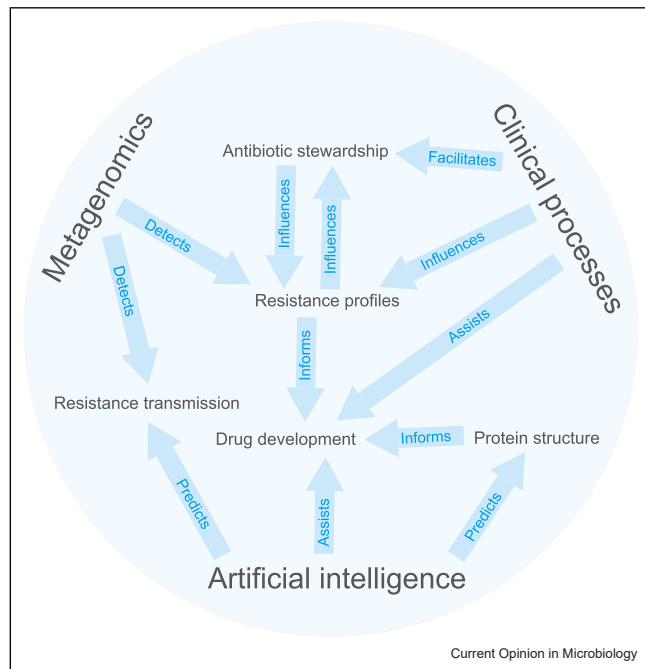 Metagenomics
Clinical processes
Antibiotic stewardship
Facilitates
Detects
Influences
Influences
Influences
Detects
Resistance profiles
Assists
Informs
Resistance transmission
Drug development
Informs
Protein structure
Predicts
Assists
Predicts
Artificial intelligence
Current Opinion in Microbiology